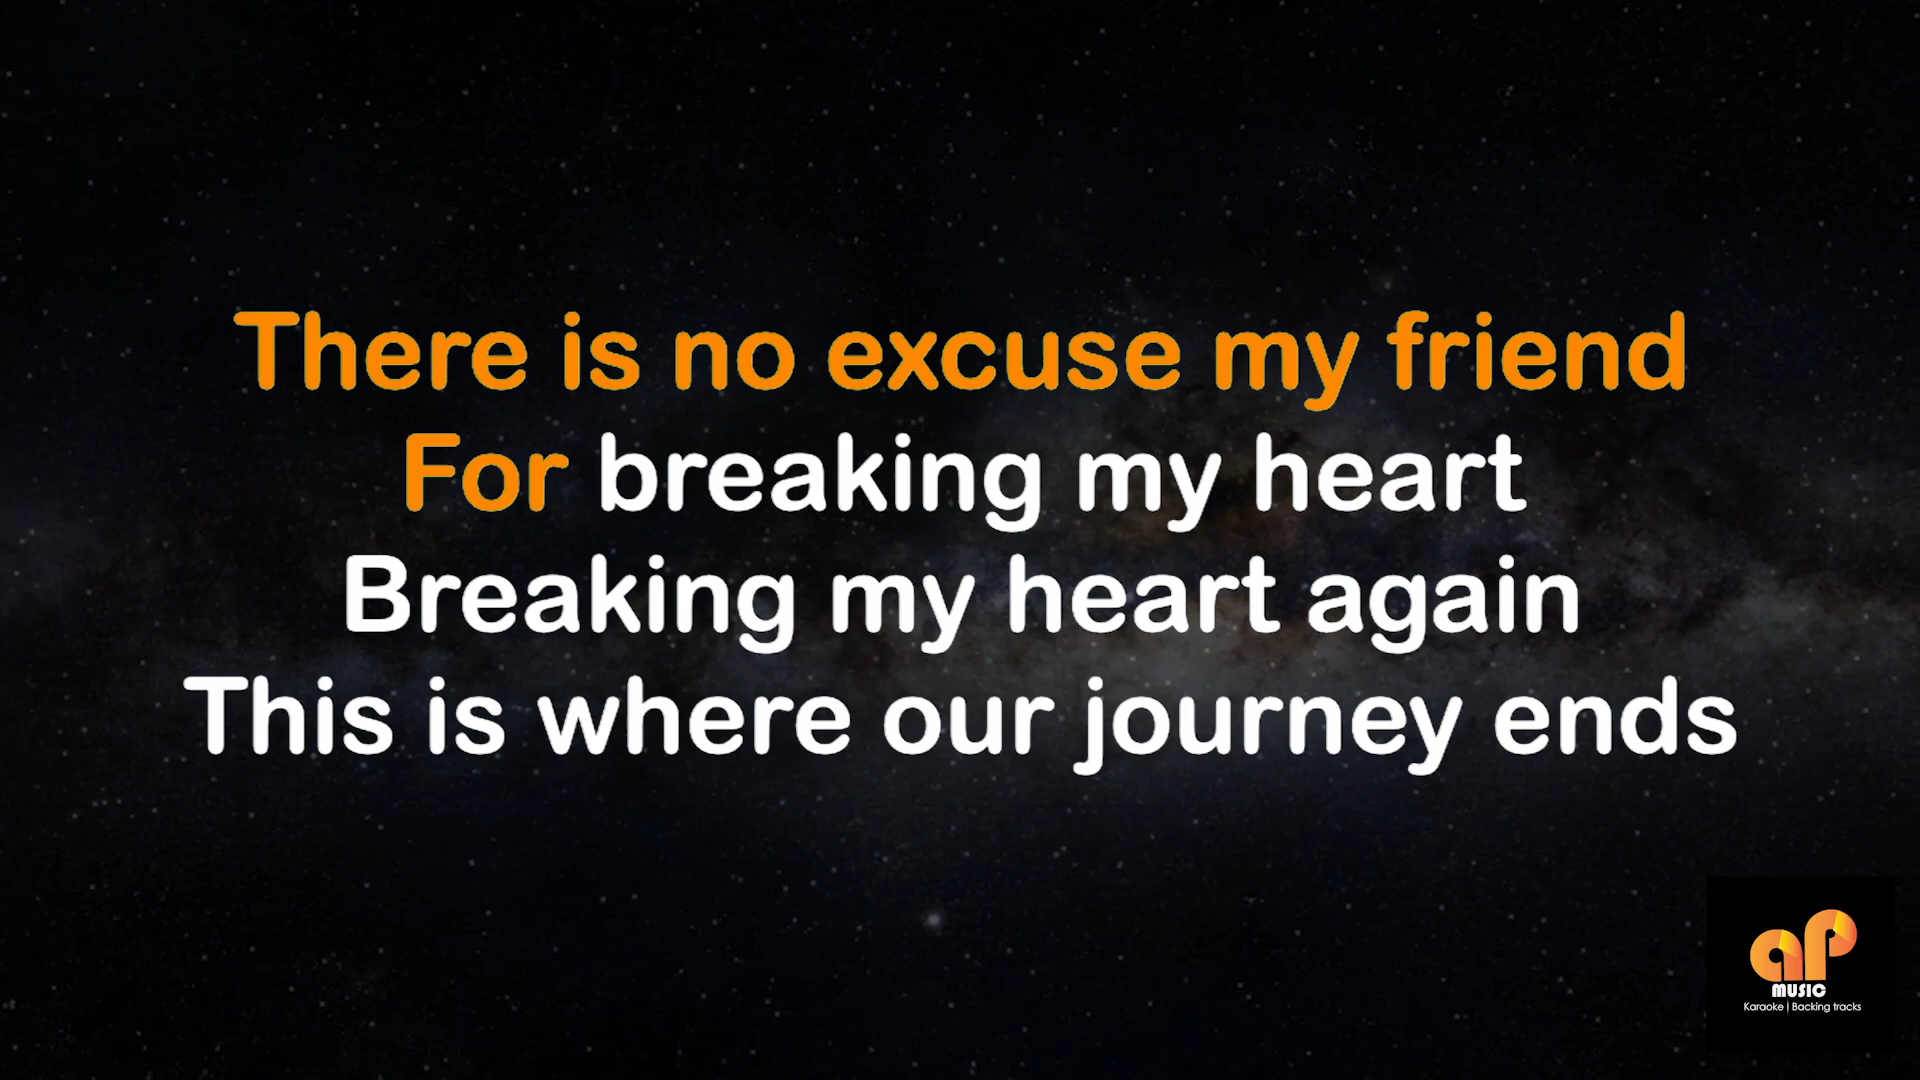 There is no excuse my friend
For breaking my heart
Breaking my heart again
This is where our journey ends
aP
MUSIC
Karaoke | Backing tracks